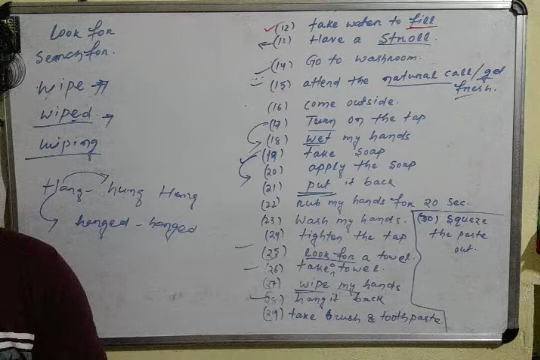 Look for
Search for.
wipe
wiped
wiping
Hang - hung Hang
hanged - hanged
(12) take water to fill
(13) Have a Stroll.
(14) Go to washroom.
(15) attend the natural call/get
fresh.
(16) come outside.
(17) Turn on the tap
(18) wet my hands
(19) take soap
(20) apply the soap
(21) put it back
(22) rub my hands for 20 sec.
(23) wash my hands.
(24) tighten the tap
(25) Look for a towel
(26) take a towel.
(27) wipe my hands
hang it back
(29) take brush & toothpaste
(30) Squeze
the paste
out.